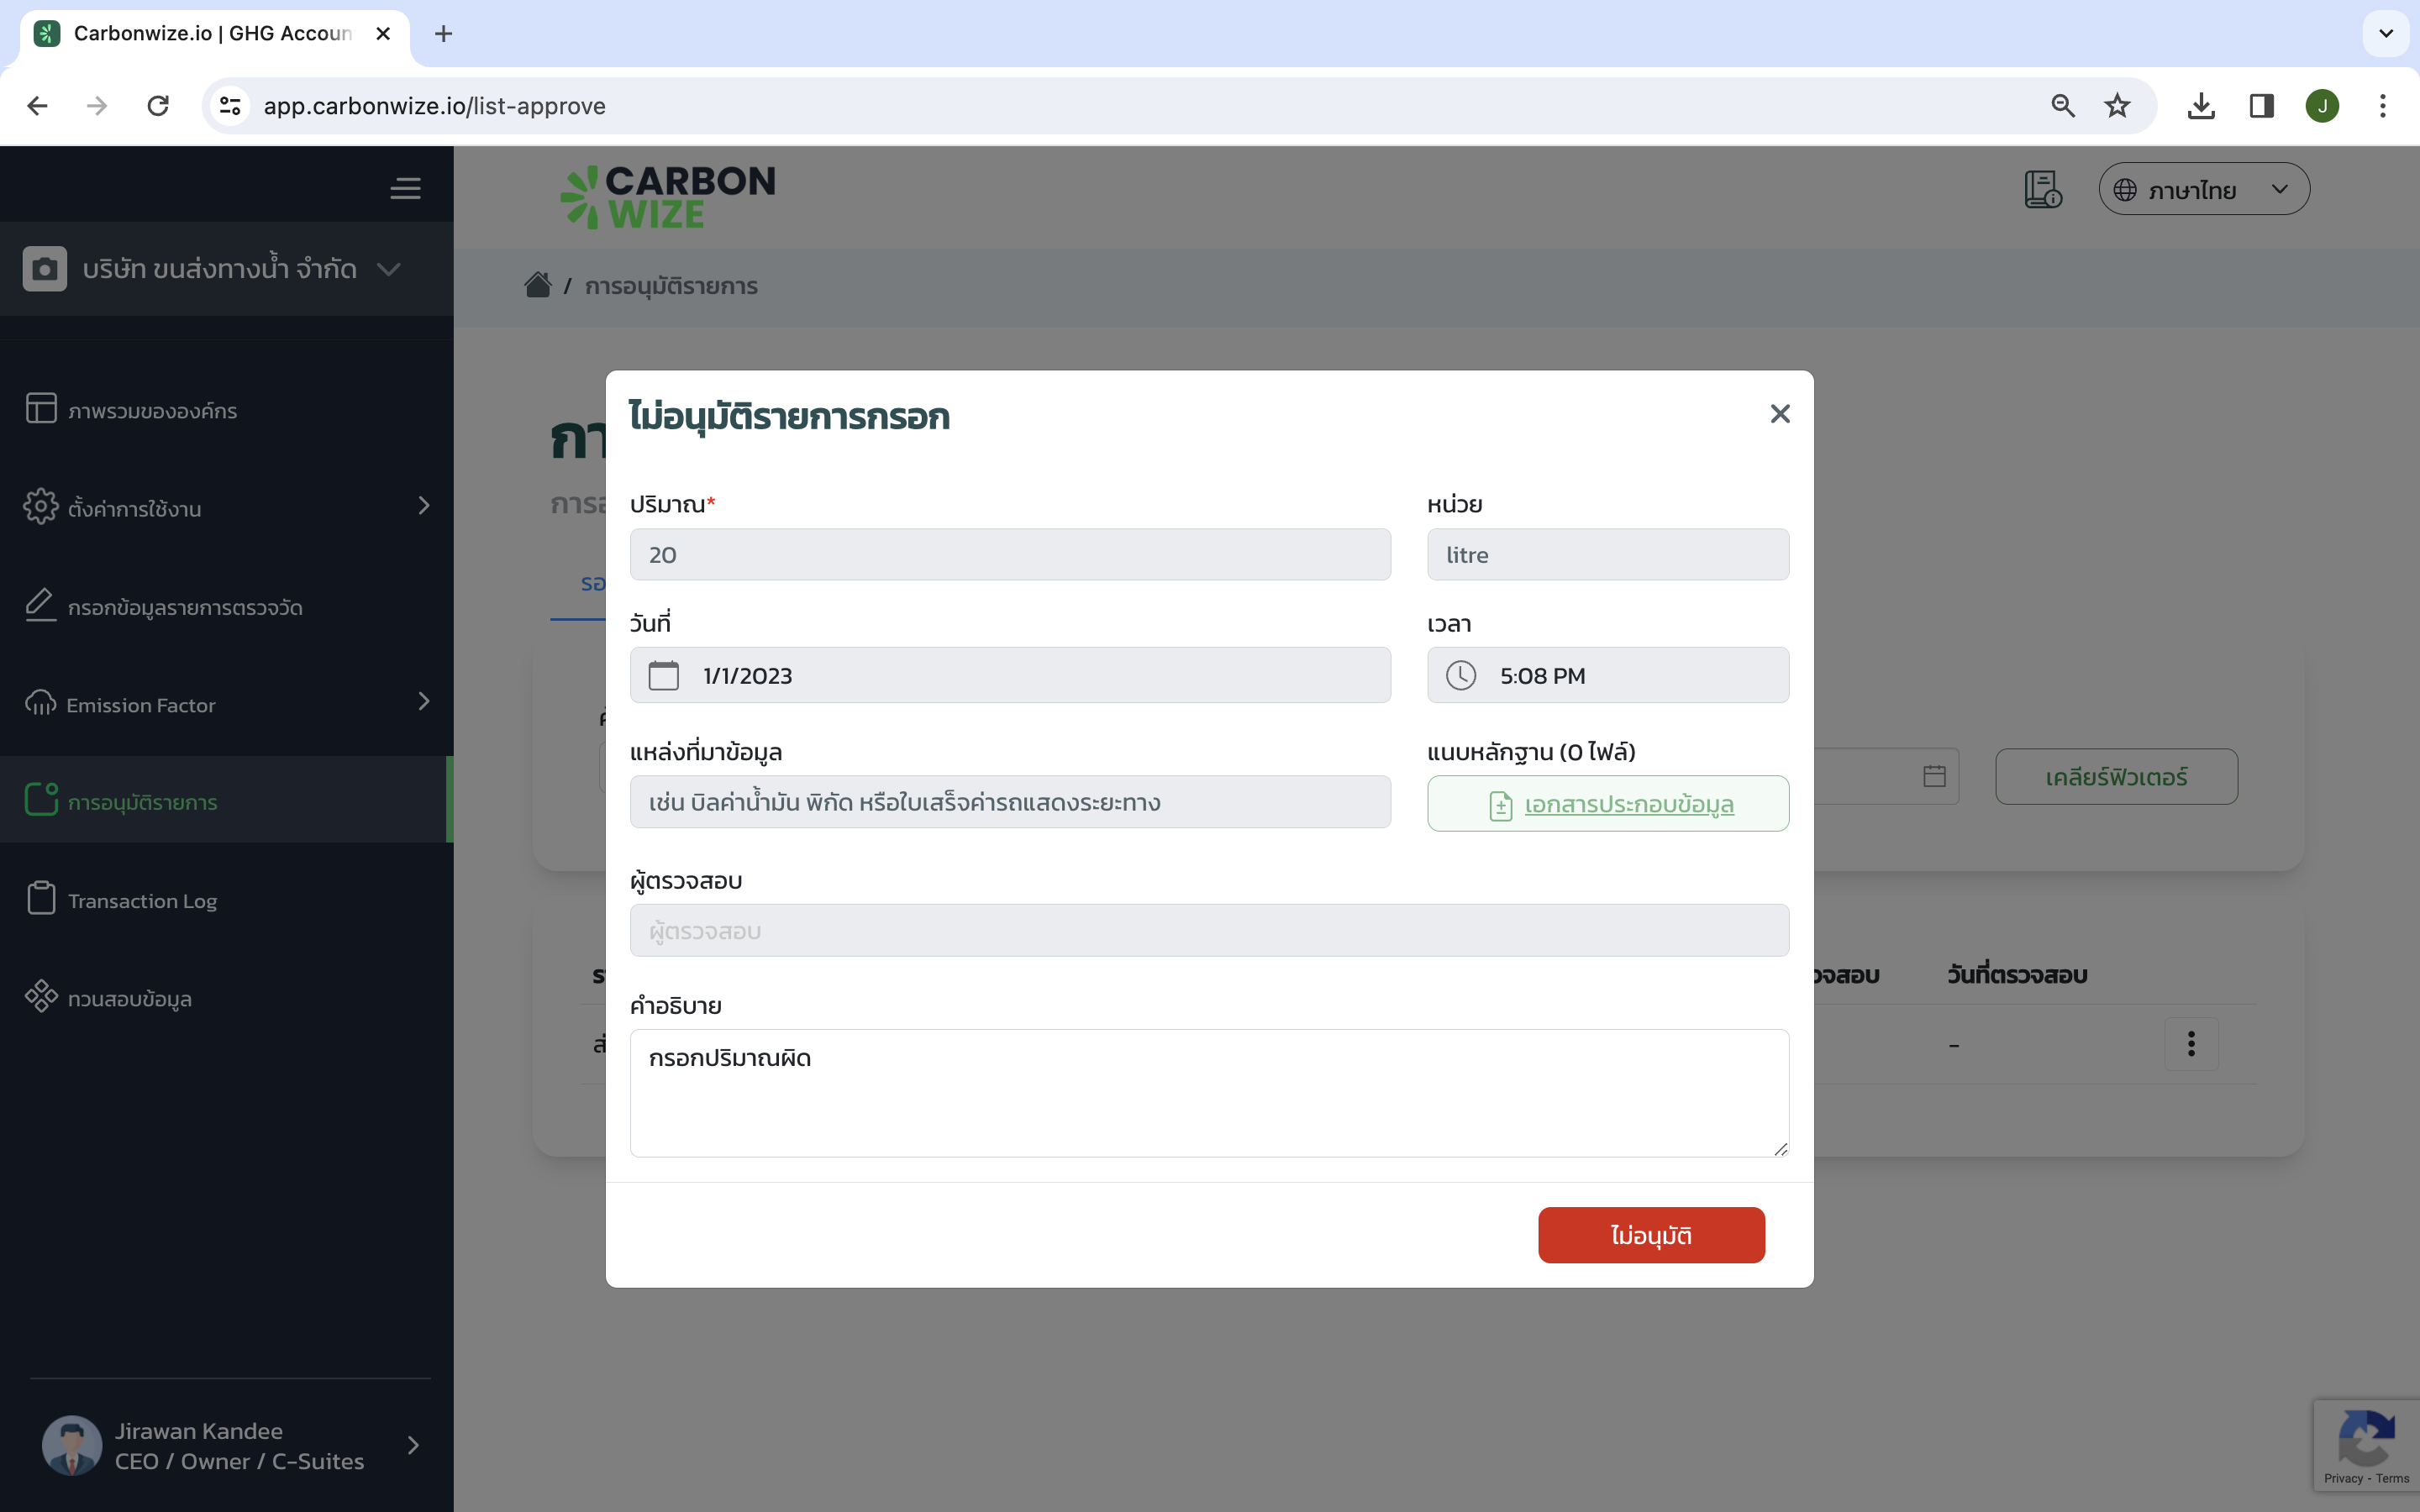 Carbonwize.io | GHG Accoun
app.carbonwize.io/list-approve
CARBON
WIZE
ภาษาไทย
บริษัท ขนส่งทางน้ำ จำกัด
/ การอนุมัติรายการ
ภาพรวมขององค์กร
ตั้งค่าการใช้งาน
กรอกข้อมูลรายการตรวจวัด
Emission Factor
การอนุมัติรายการ
Transaction Log
ทวนสอบข้อมูล
Jirawan Kandee
CEO / Owner / C-Suites
ไม่อนุมัติรายการกรอก
ปริมาณ*
หน่วย
20
litre
วันที่
เวลา
1/1/2023
5:08 PM
แหล่งที่มาข้อมูล
แนบหลักฐาน (0 ไฟล์)
เช่น บิลค่าน้ำมัน พิกัด หรือใบเสร็จค่ารถแสดงระยะทาง
เอกสารประกอบข้อมูล
ผู้ตรวจสอบ
ผู้ตรวจสอบ
คำอธิบาย
กรอกปริมาณผิด
ไม่อนุมัติ
เคลียร์ฟิวเตอร์
วันที่ตรวจสอบ
-
J
Privacy - Terms